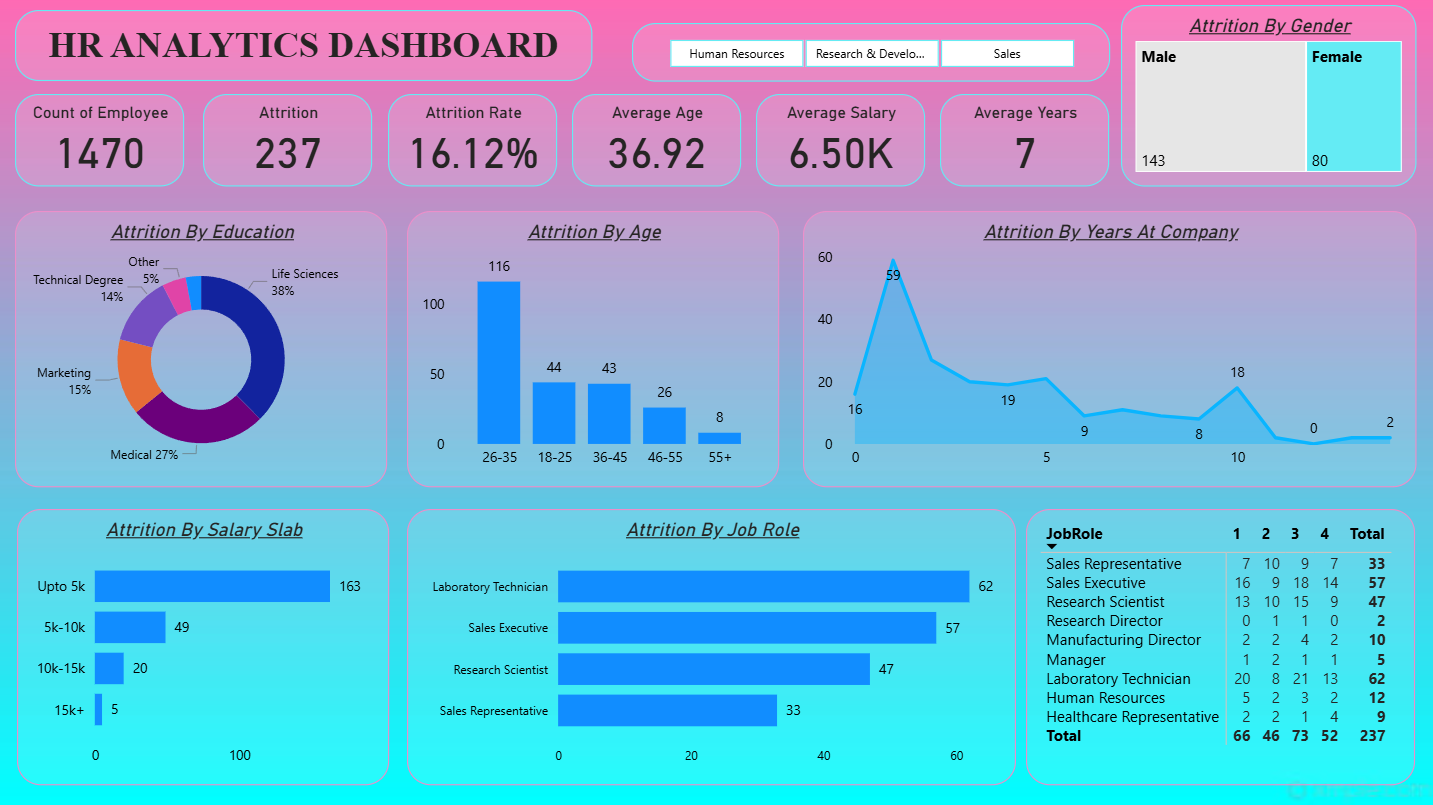 HR ANALYTICS DASHBOARD
Human Resources
Research & Develo...
Sales
Attrition By Gender
Male
Female
143
80
Count of Employee
1470
Attrition
237
Attrition Rate
16.12%
Average Age
36.92
Average Salary
6.50K
Average Years
7
Attrition By Education
Other
5%
Technical Degree
14%
Life Sciences
38%
Marketing
15%
Medical 27%
Attrition By Age
116
100
44
43
50
26
8
0
26-35 18-25 36-45 46-55 55+
Attrition By Years At Company
60
59
40
20
18
16
19
9
8
0
2
0
0 5 10
Attrition By Salary Slab
Upto 5k 163
5k-10k 49
10k-15k 20
15k+ 5
0 100
Attrition By Job Role
Laboratory Technician 62
Sales Executive 57
Research Scientist 47
Sales Representative 33
0 20 40 60
JobRole 1 2 3 4 Total
Sales Representative 7 10 9 7 33
Sales Executive 16 9 18 14 57
Research Scientist 13 10 15 9 47
Research Director 0 1 1 0 2
Manufacturing Director 2 2 4 2 10
Manager 1 2 1 1 5
Laboratory Technician 20 8 21 13 62
Human Resources 5 2 3 2 12
Healthcare Representative 2 2 1 4 9
Total 66 46 73 52 237